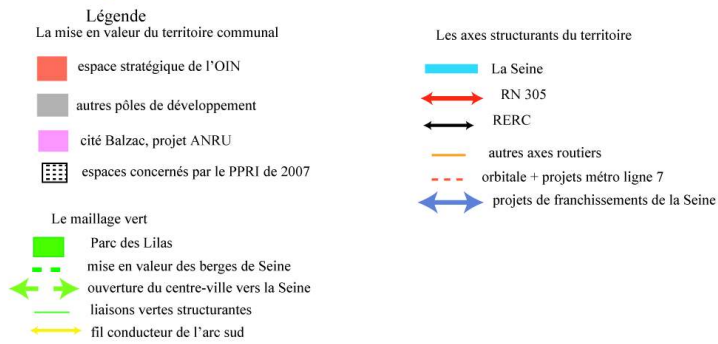 Légende
La mise en valeur du territoire communal
espace stratégique de l'OIN
autres pôles de développement
cité Balzac, projet ANRU
espaces concernés par le PPRI de 2007
Le maillage vert
Parc des Lilas
mise en valeur des berges de Seine
ouverture du centre-ville vers la Seine
liaisons vertes structurantes
fil conducteur de l'arc sud
Les axes structurants du territoire
La Seine
RN 305
RERC
autres axes routiers
orbitale + projets métro ligne 7
projets de franchissements de la Seine